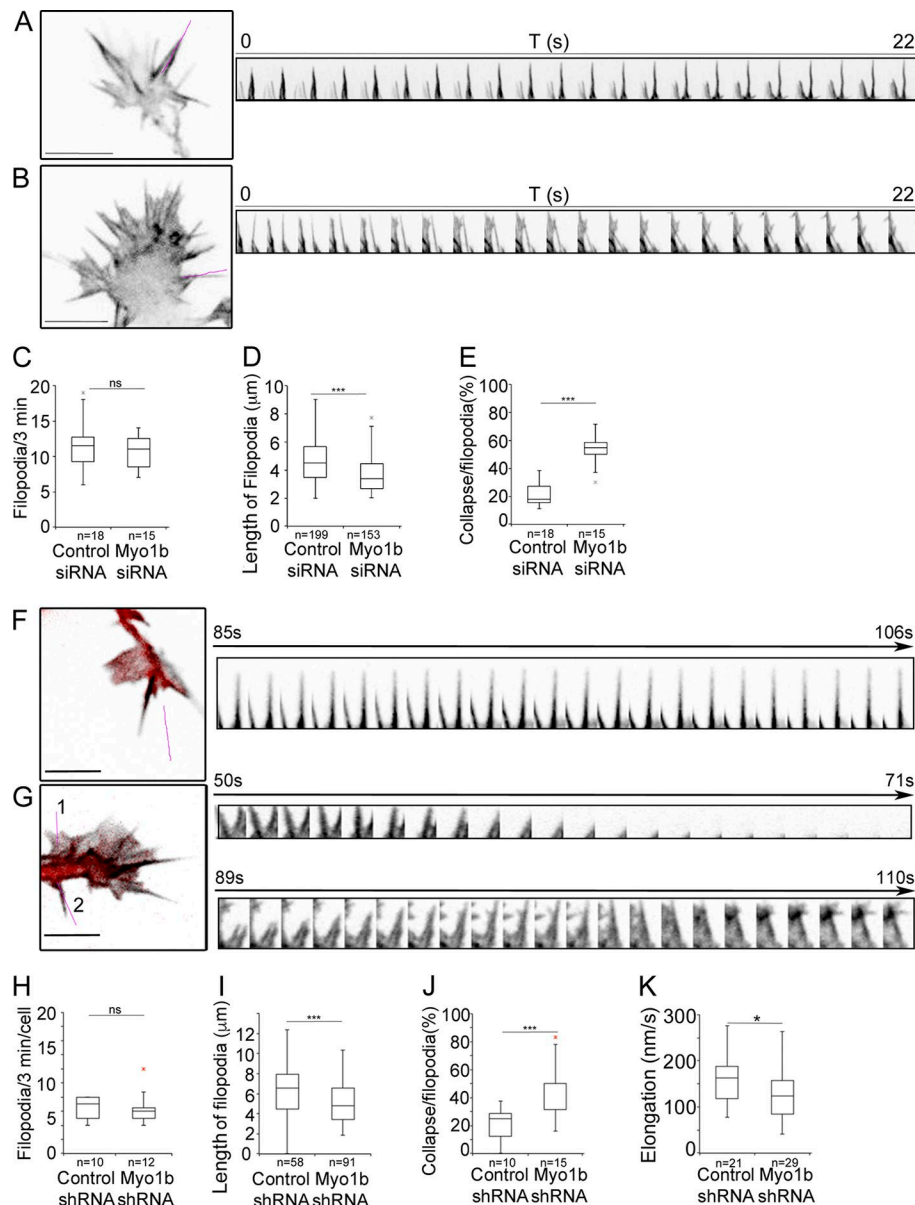 A
0 T (s) 22
B
0 T (s) 22
C
Filopodia/3 min
20
15
10
5
0
ns
n=18 n=15
Control Myo1b
siRNA siRNA
D
Length of Filopodia (μm)
10
8
6
4
2
0
***
n=199 n=153
Control Myo1b
siRNA siRNA
E
Collapse/filopodia(%)
100
80
60
40
20
0
***
n=18 n=15
Control Myo1b
siRNA siRNA
F
85s 106s
G
1
2
50s 71s
89s 110s
H
Filopodia/3 min/cell
20
15
10
5
0
ns
n=10 n=12
Control Myo1b
shRNA shRNA
I
Length of filopodia (μm)
12
10
8
6
4
2
0
***
n=58 n=91
Control Myo1b
shRNA shRNA
J
Collapse/filopodia(%)
100
80
60
40
20
0
***
n=10 n=15
Control Myo1b
shRNA shRNA
K
Elongation (nm/s)
300
200
100
0
*
n=21 n=29
Control Myo1b
shRNA shRNA